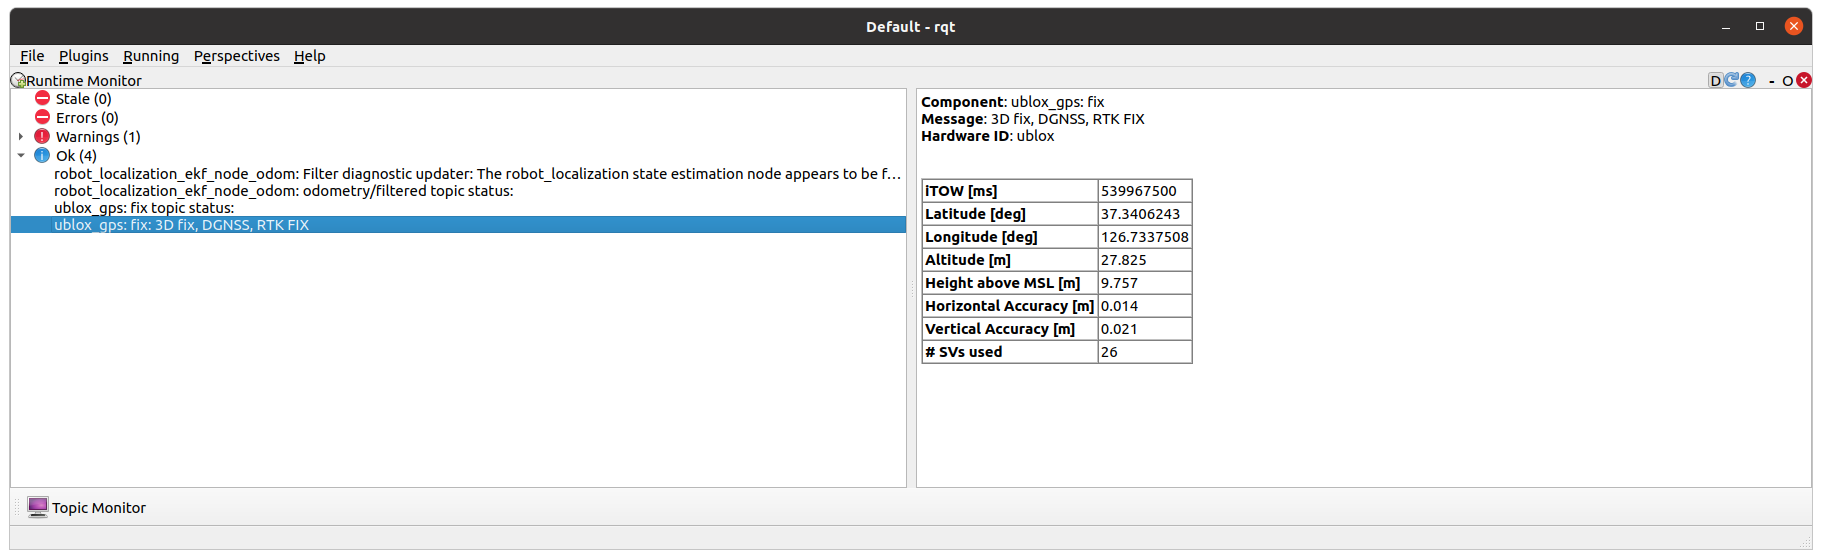 Default - rqt
File Plugins Running Perspectives Help
Runtime Monitor
D ? - O
Stale (0)
Errors (0)
Warnings (1)
Ok (4)
robot_localization_ekf_node_odom: Filter diagnostic updater: The robot_localization state estimation node appears to be f...
robot_localization_ekf_node_odom: odometry/filtered topic status:
ublox_gps: fix topic status:
ublox_gps: fix: 3D fix, DGNSS, RTK FIX
Component: ublox_gps: fix
Message: 3D fix, DGNSS, RTK FIX
Hardware ID: ublox
iTOW [ms] 539967500
Latitude [deg] 37.3406243
Longitude [deg] 126.7337508
Altitude [m] 27.825
Height above MSL [m] 9.757
Horizontal Accuracy [m] 0.014
Vertical Accuracy [m] 0.021
# SVs used 26
Topic Monitor